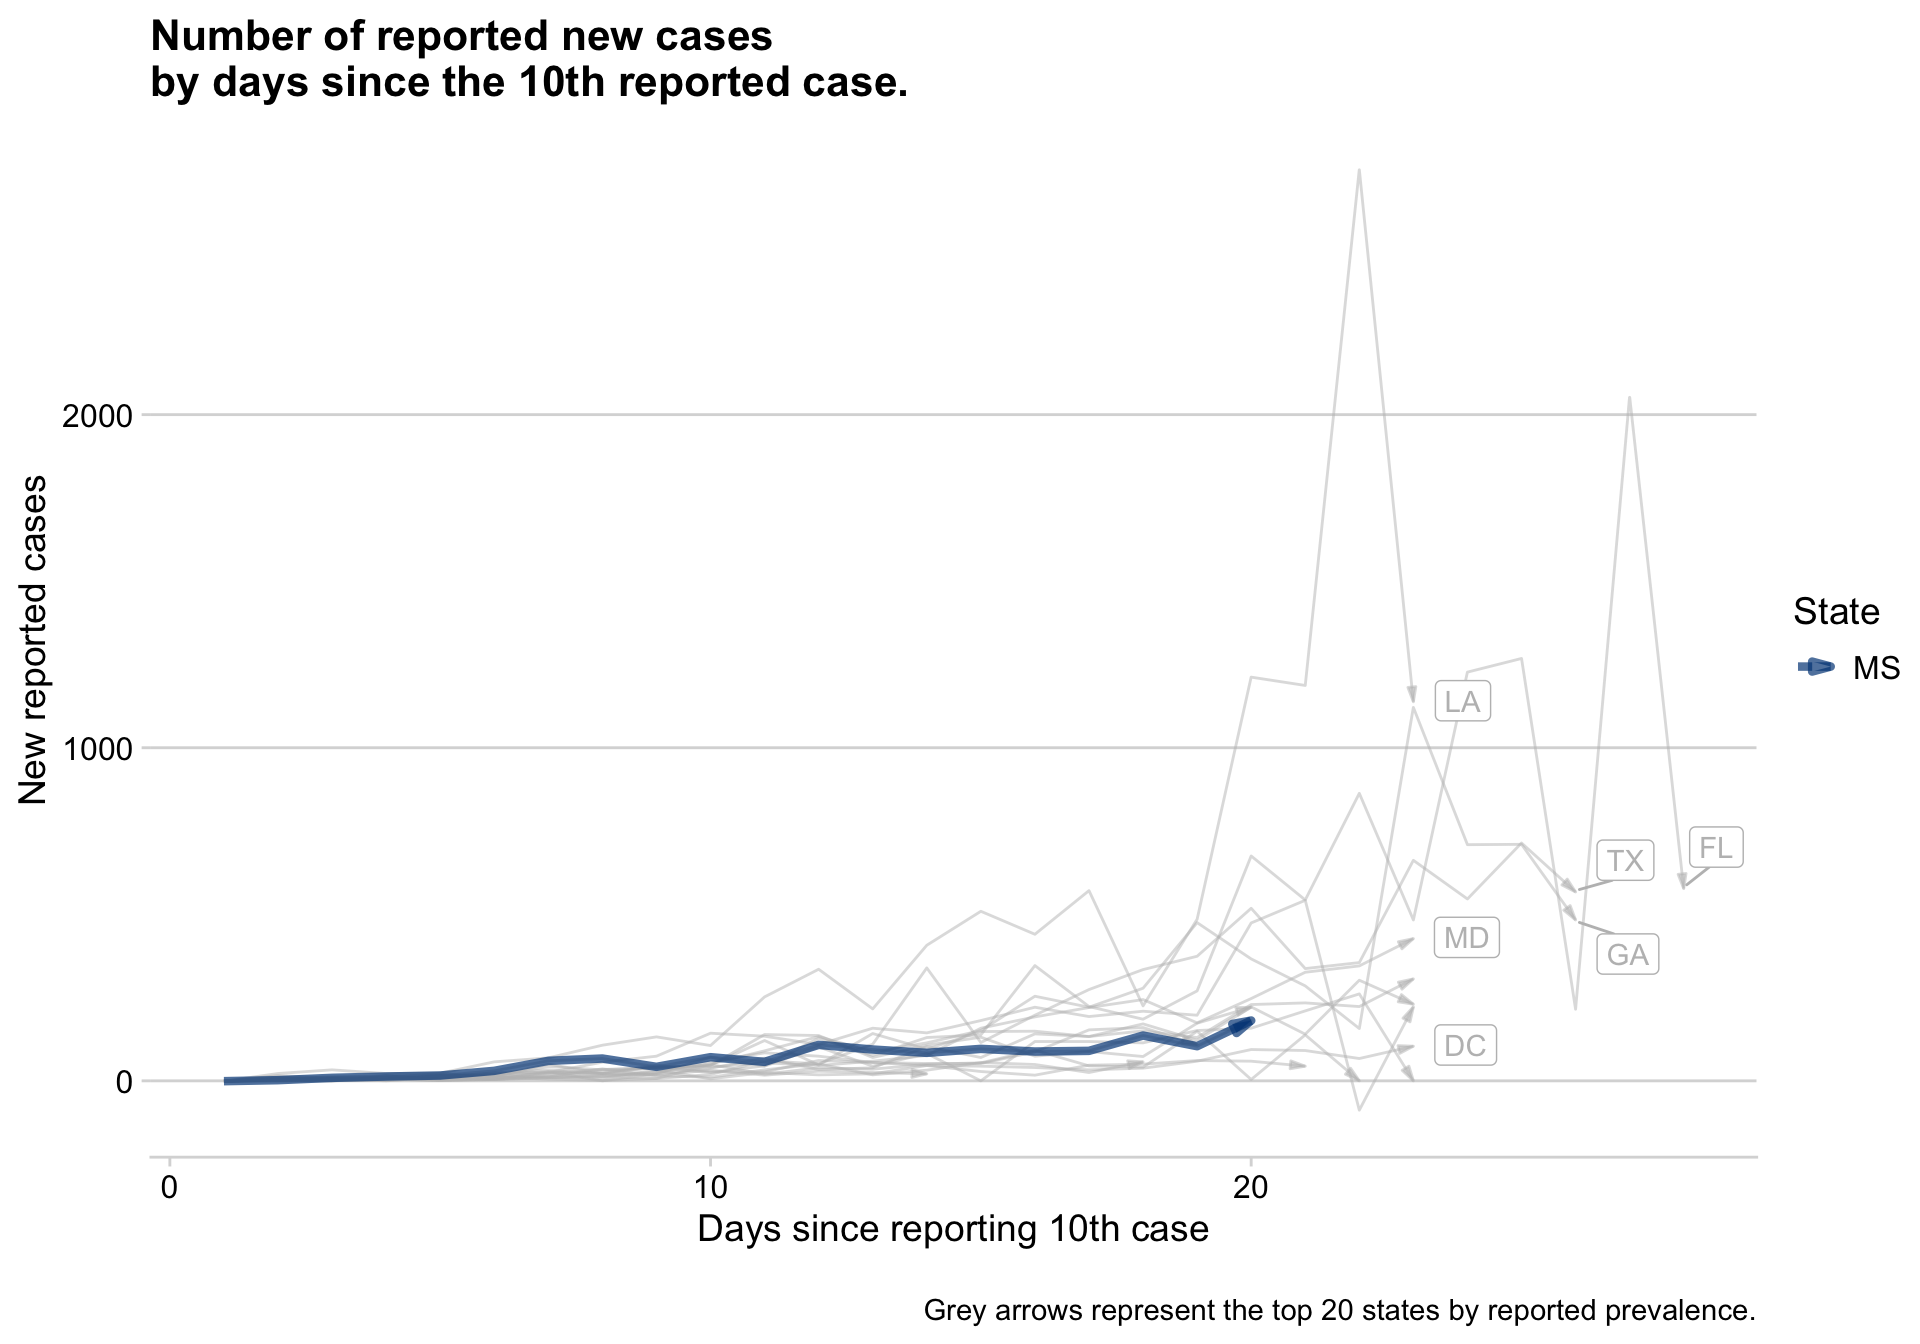 Number of reported new cases
by days since the 10th reported case.
New reported cases
2000
1000
0
LA
TX
FL
MD
GA
DC
State
MS
0
10
20
Days since reporting 10th case
Grey arrows represent the top 20 states by reported prevalence.